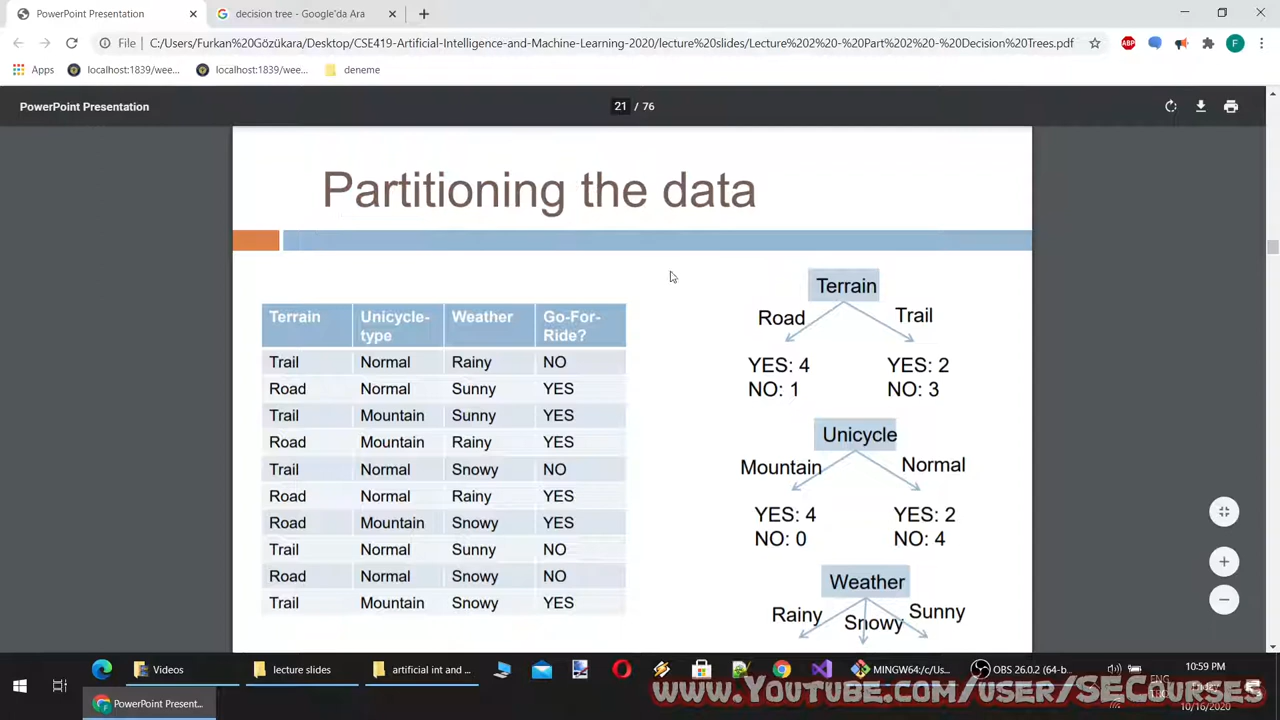 PowerPoint Presentation
decision tree - Google'da Ara
File
C:/Users/Furkan%20Gözükara/Desktop/CSE419-Artifical-Intelligence-and-Machine-Learning-2020/lecture%20slides/Lecture%202%20-%20Part%202%20-%20Decision%20Trees.pdf
ABP
F
Apps
localhost:1839/wee...
localhost:1839/wee...
deneme
PowerPoint Presentation
21 / 76
Partitioning the data
Terrain Unicycle-type Weather Go-For-Ride?
Trail Normal Rainy NO
Road Normal Sunny YES
Trail Mountain Sunny YES
Road Mountain Rainy YES
Trail Normal Snowy NO
Road Normal Rainy YES
Road Mountain Snowy YES
Trail Normal Sunny NO
Road Normal Snowy NO
Trail Mountain Snowy YES
Terrain
Road Trail
YES: 4 YES: 2
NO: 1 NO: 3
Unicycle
Mountain Normal
YES: 4 YES: 2
NO: 0 NO: 4
Weather
Rainy Snowy Sunny
Videos
lecture slides
artificial int and ...
MINGW64:/c/Us...
OBS 26.0.2 (64-b...
10:59 PM
ENG
10/16/2020
PowerPoint Present...
www.Youtube.com/user/SECourses